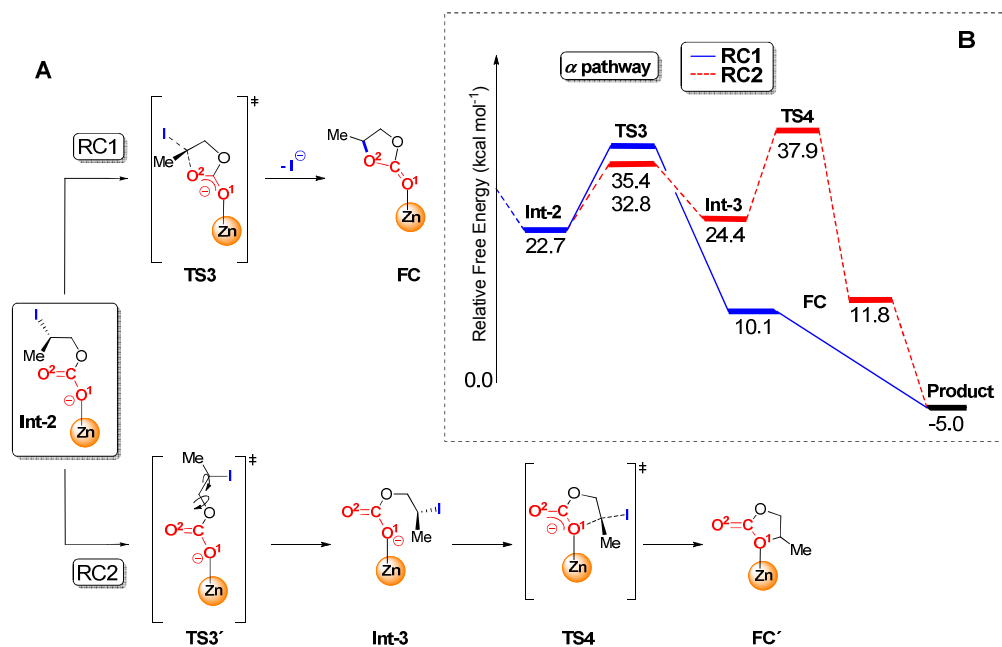 A
RC1
‡
I
Me
O
O²
⊖
O¹
Zn
TS3
- I⊖
Me
O
O²
O¹
Zn
FC
I
Me
O
O²
O¹
⊖
Int-2
Zn
RC2
‡
Me
I
O
O²
O¹
⊖
Zn
TS3´
O
I
O²
O¹
⊖
Me
Zn
Int-3
‡
O
O²
O¹
I
⊖
Me
Zn
TS4
O
O²
O¹
Me
Zn
FC´
B
α pathway
RC1
RC2
Relative Free Energy (kcal mol⁻¹)
0.0
Int-2
22.7
TS3
35.4
32.8
Int-3
24.4
TS4
37.9
FC
10.1
11.8
Product
-5.0